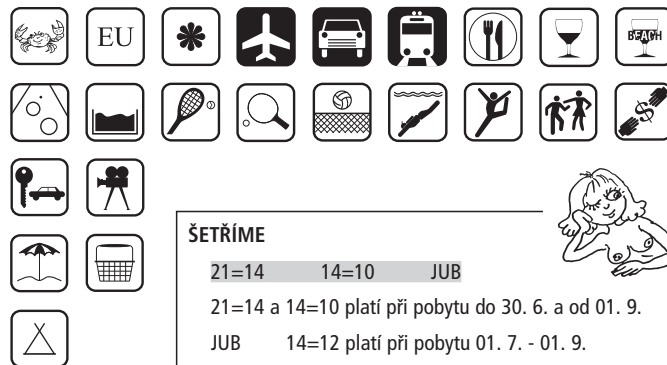 EU
BEACH
$
ŠETŘÍME
21=14 14=10 JUB
21=14 a 14=10 platí při pobytu do 30. 6. a od 01. 9.
JUB 14=12 platí při pobytu 01. 7. - 01. 9.